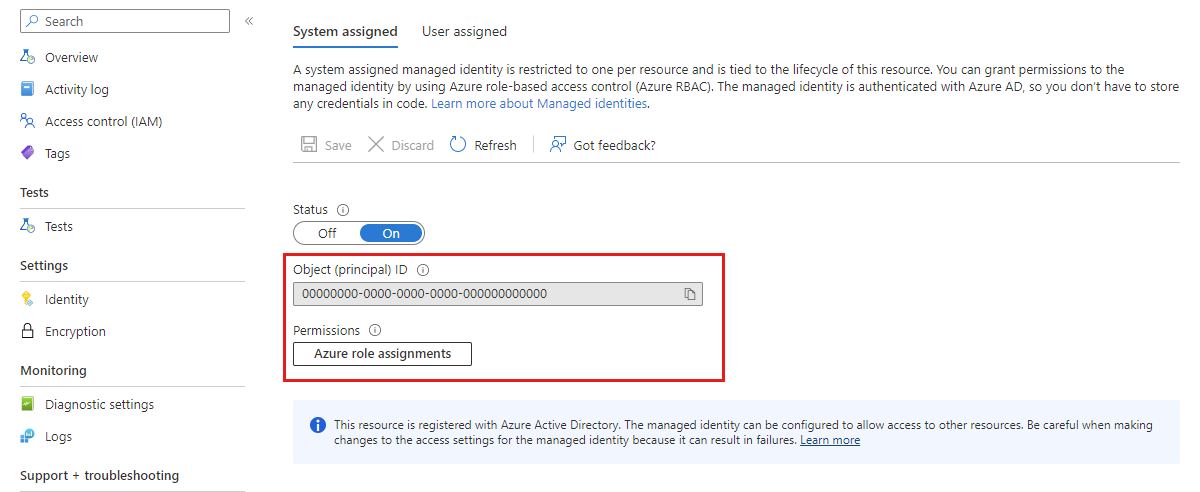 Search
Overview
Activity log
Access control (IAM)
Tags
Tests
Tests
Settings
Identity
Encryption
Monitoring
Diagnostic settings
Logs
Support + troubleshooting
System assigned
User assigned
A system assigned managed identity is restricted to one per resource and is tied to the lifecycle of this resource. You can grant permissions to the
managed identity by using Azure role-based access control (Azure RBAC). The managed identity is authenticated with Azure AD, so you don't have to store
any credentials in code. Learn more about Managed identities.
Save
Discard
Refresh
Got feedback?
Status
Off
On
Object (principal) ID
00000000-0000-0000-0000-000000000000
Permissions
Azure role assignments
This resource is registered with Azure Active Directory. The managed identity can be configured to allow access to other resources. Be careful when making
changes to the access settings for the managed identity because it can result in failures. Learn more